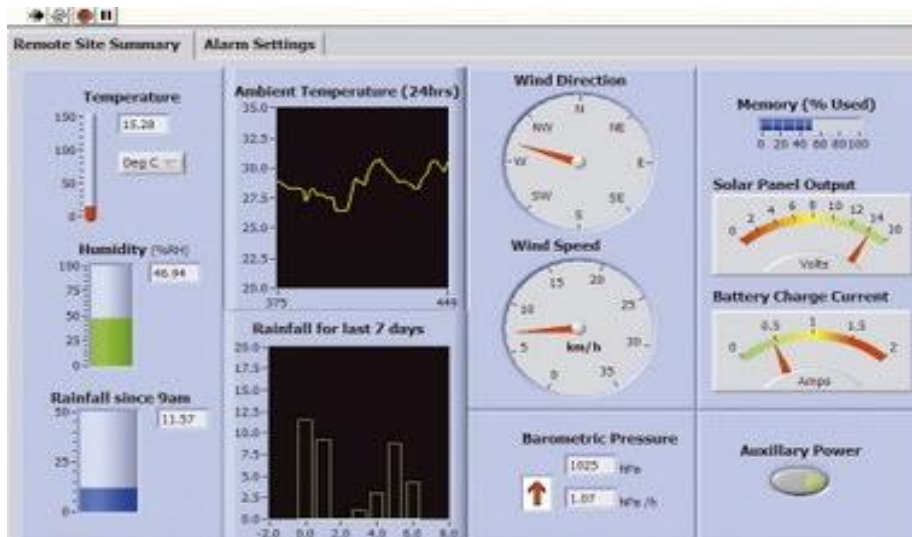 Remote Site Summary
Alarm Settings
Temperature
150
15.28
100
Deg C
50
0
Humidity (%RH)
100
46.94
75
50
25
0
Rainfall since 9am
50
11.57
25
0
Ambient Temperature (24hrs)
35.0
32.5
30.0
27.5
25.0
22.5
20.0
375
449
Rainfall for last 7 days
20.0
17.5
15.0
12.5
10.0
7.5
5.0
2.5
0.0
-2.0 0.0 2.0 4.0 6.0 8.0
Wind Direction
N
NW NE
W E
SW SE
S
Wind Speed
15 20
10 25
5 30
0 35
km/h
Barometric Pressure
1025 hPa
1.07 hPa /h
Memory (% Used)
0 20 40 60 80 100
Solar Panel Output
0 2 4 6 8 10 12 14 16
Volts
Battery Charge Current
0 0.5 1 1.5 2
Amps
Auxillary Power